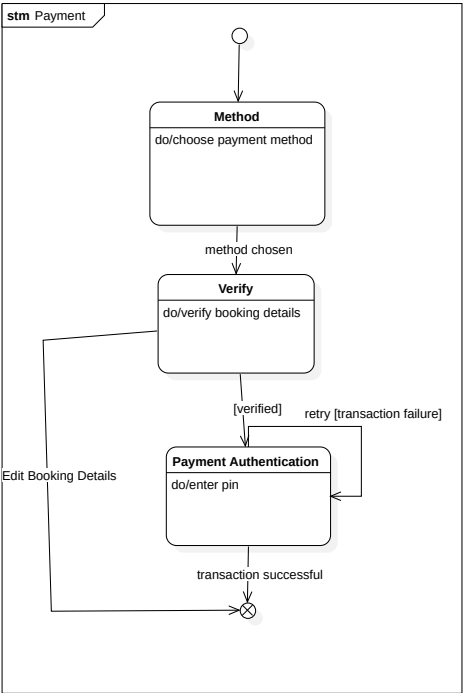 stm Payment
Method
do/choose payment method
method chosen
Verify
do/verify booking details
[verified]
retry [transaction failure]
Payment Authentication
do/enter pin
Edit Booking Details
transaction successful